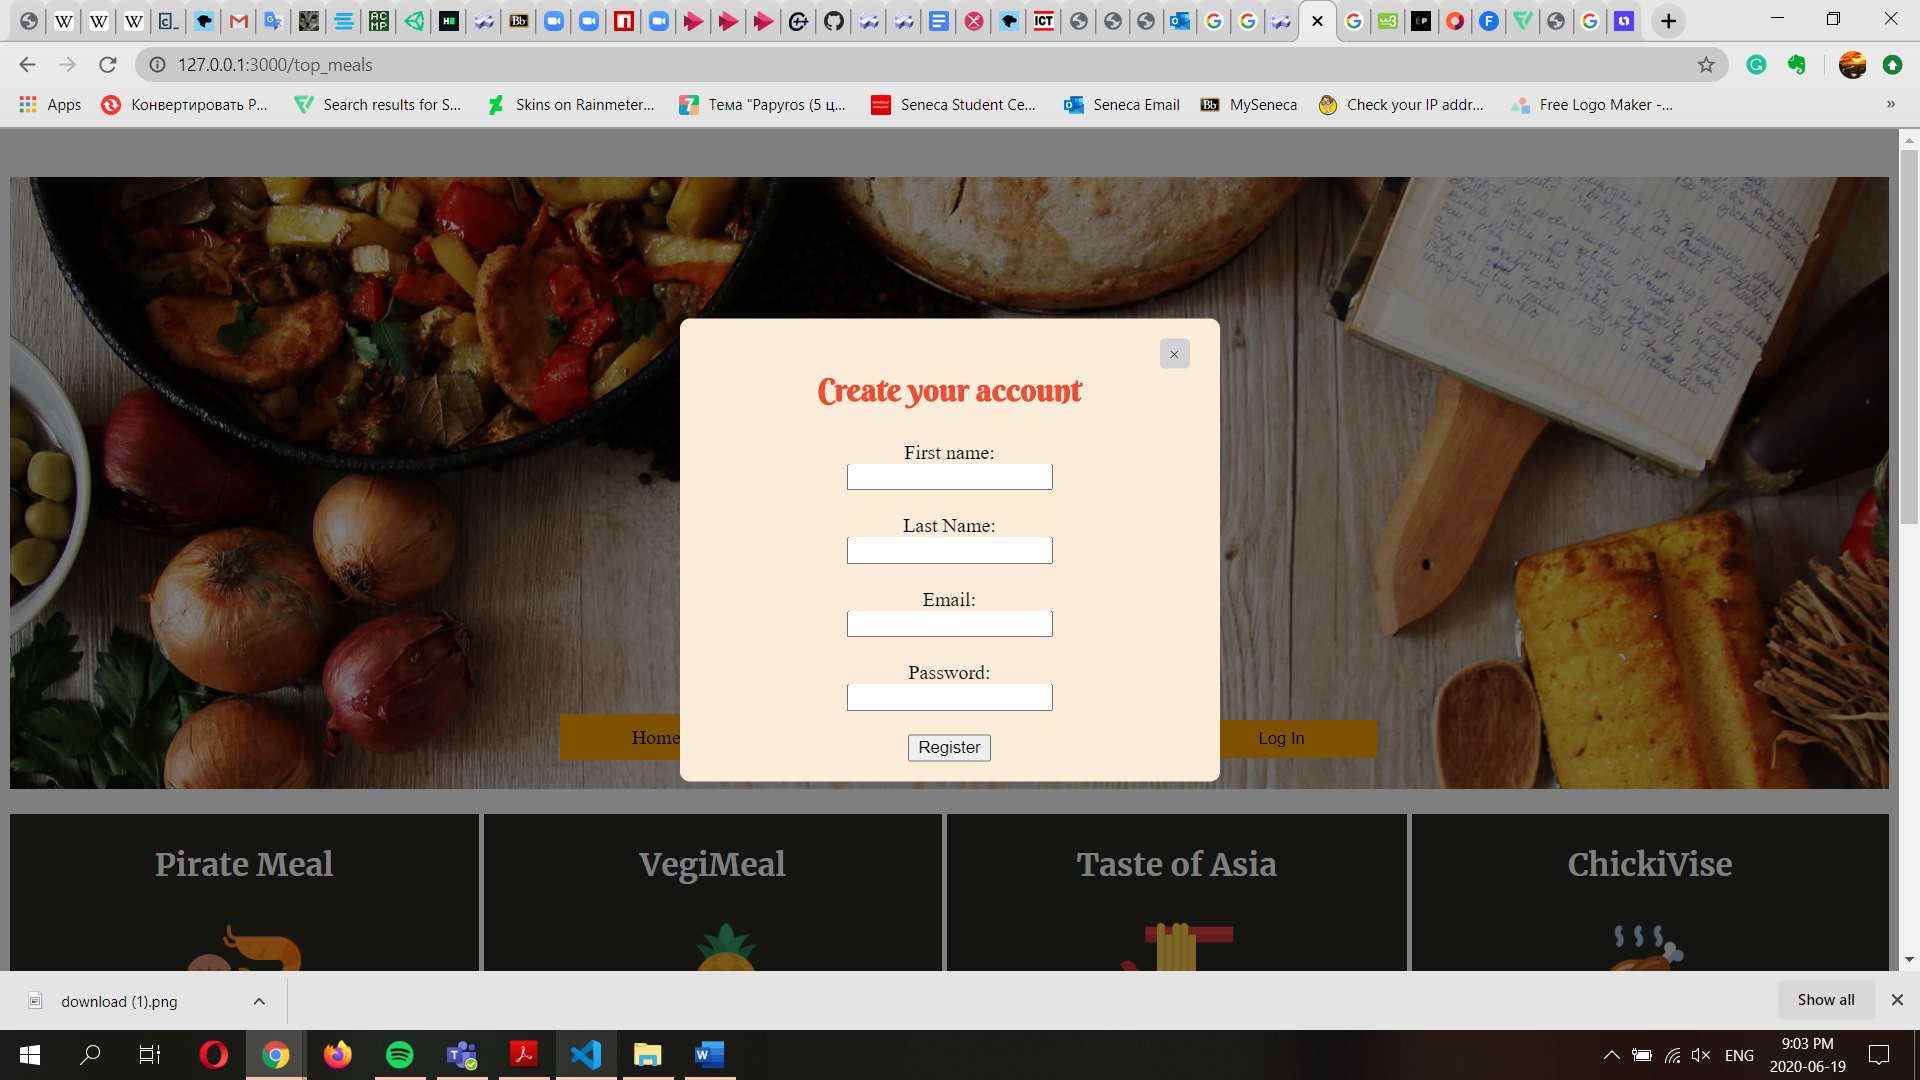 127.0.0.1:3000/top_meals
Apps
Конвертировать P...
Search results for S...
Skins on Rainmeter...
Тема "Papyros (5 ц...
Seneca Student Ce...
Seneca Email
MySeneca
Check your IP addr...
Free Logo Maker -...
»
×
Create your account
First name:
Last Name:
Email:
Password:
Register
Home
Log In
Pirate Meal
VegiMeal
Taste of Asia
ChickiVise
download (1).png
Show all
ENG
9:03 PM
2020-06-19